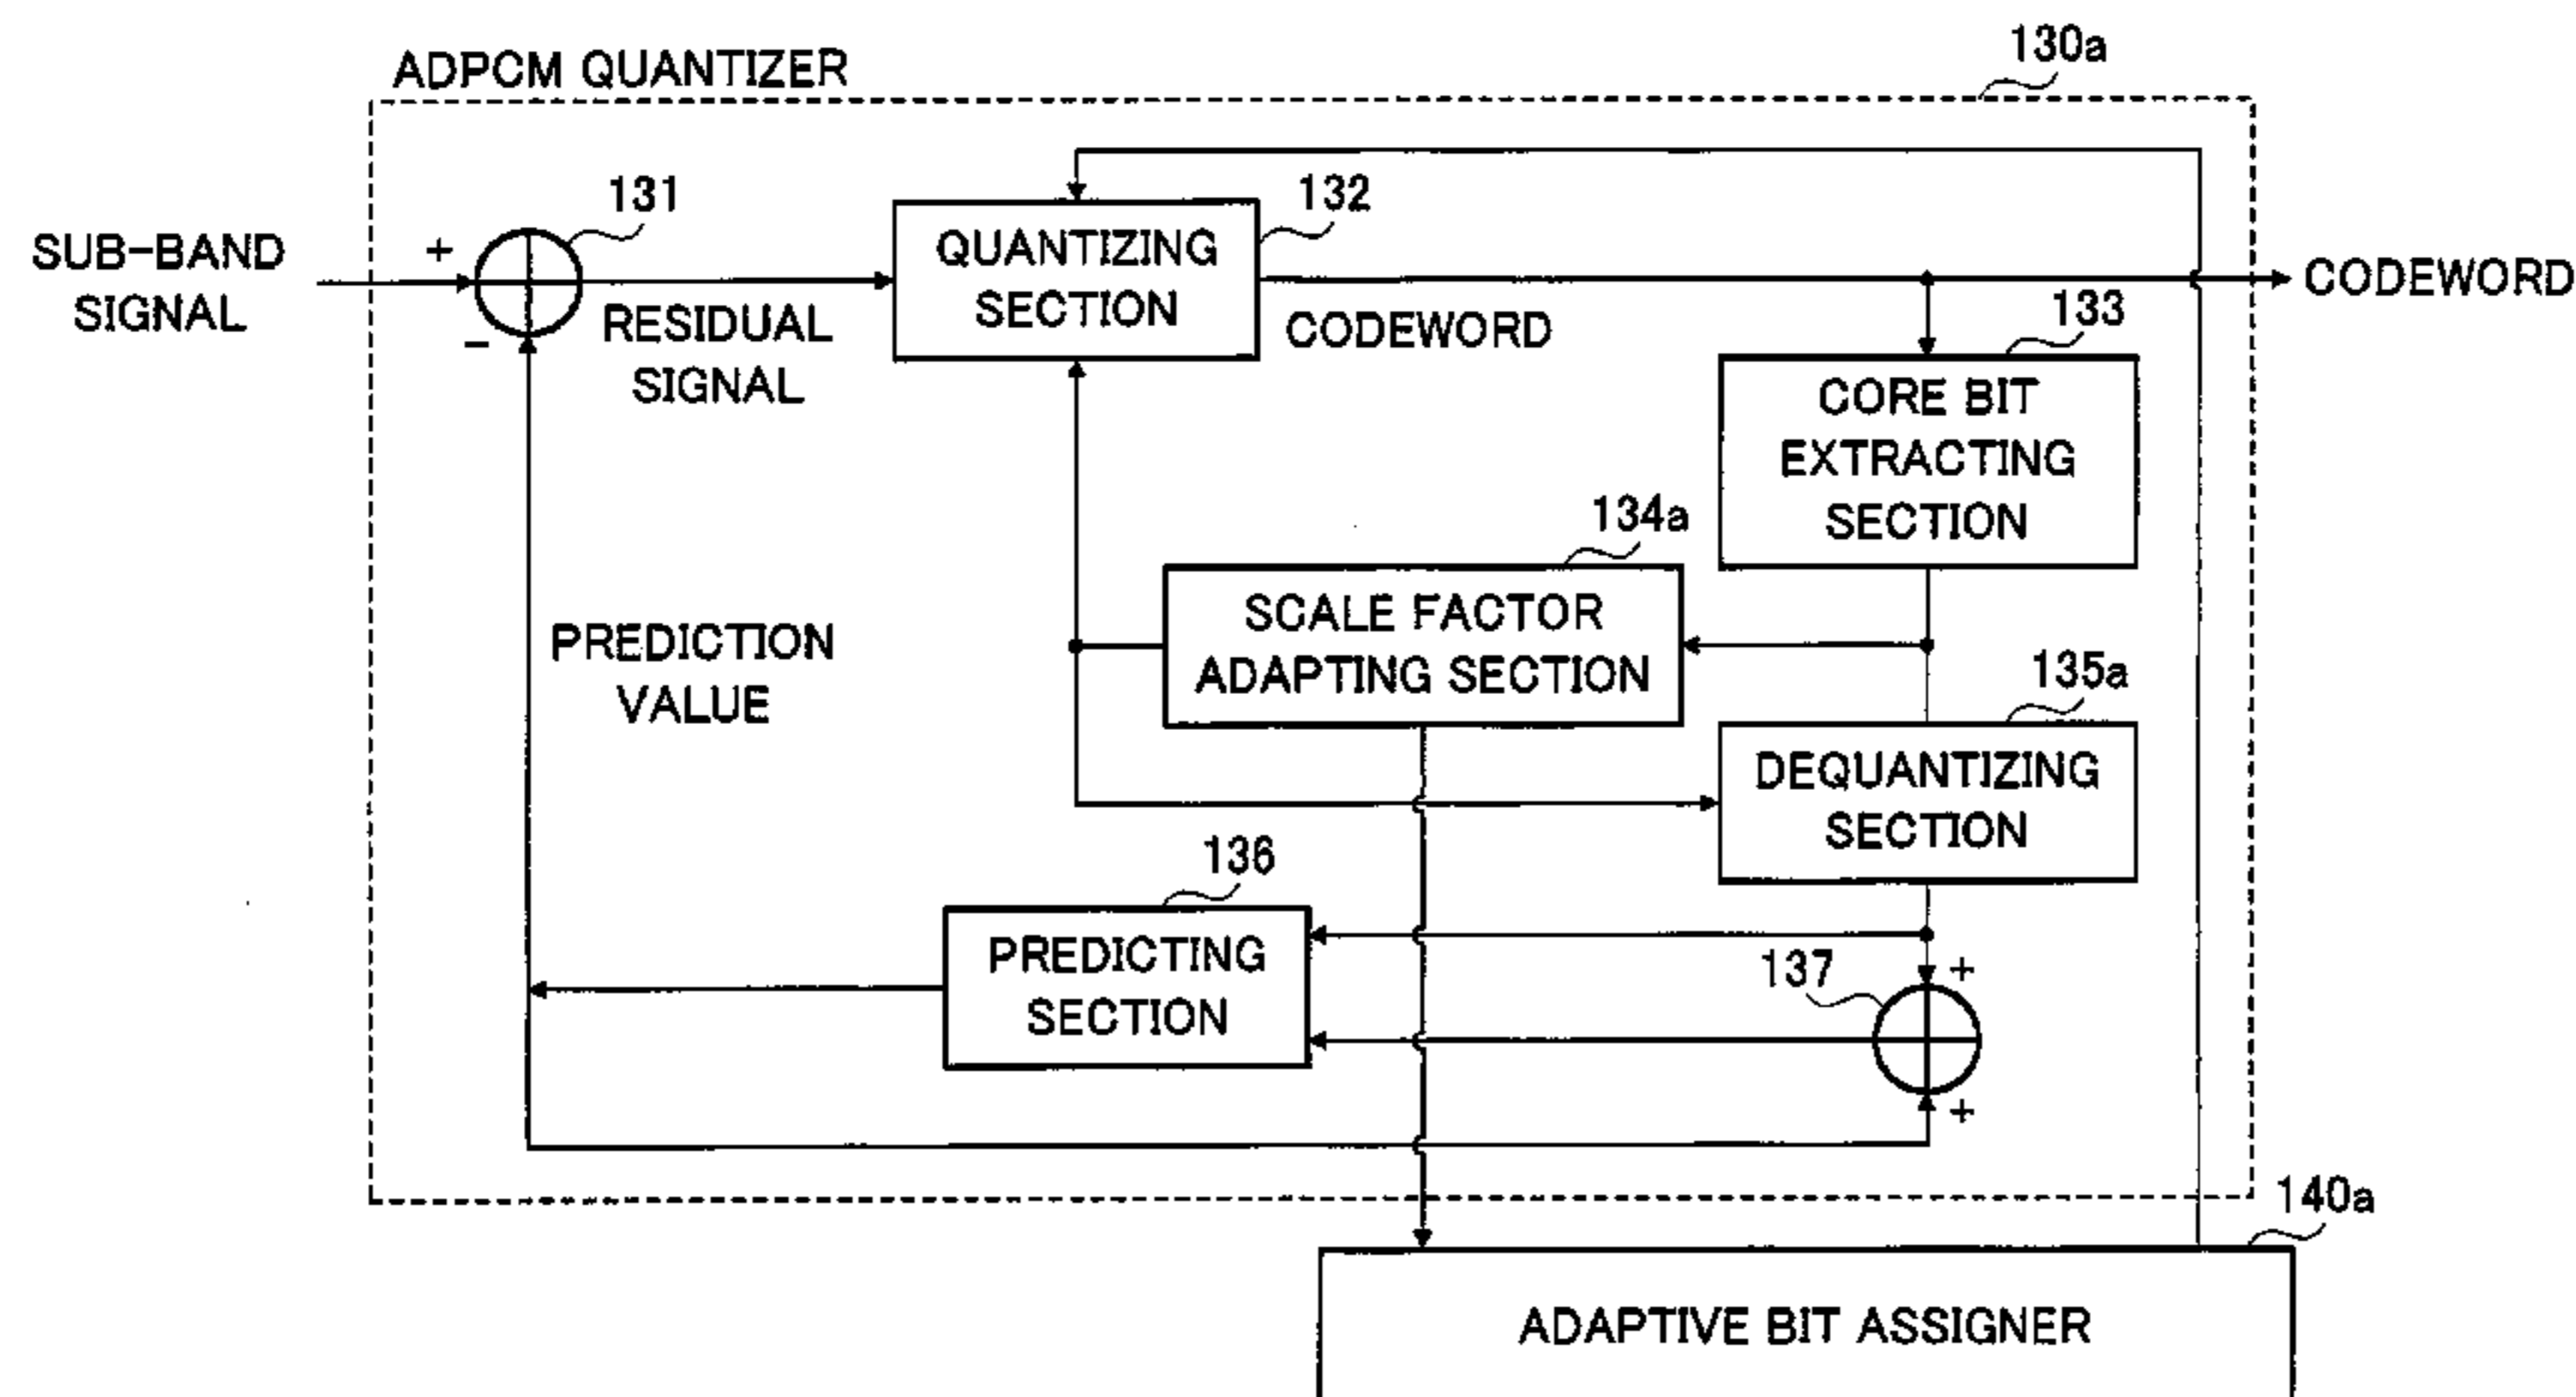 130a
ADPCM QUANTIZER
131
132
SUB-BAND
SIGNAL
+
-
RESIDUAL
SIGNAL
QUANTIZING
SECTION
CODEWORD
CODEWORD
133
CORE BIT
EXTRACTING
SECTION
134a
SCALE FACTOR
ADAPTING SECTION
PREDICTION
VALUE
135a
DEQUANTIZING
SECTION
136
PREDICTING
SECTION
137
+
+
140a
ADAPTIVE BIT ASSIGNER